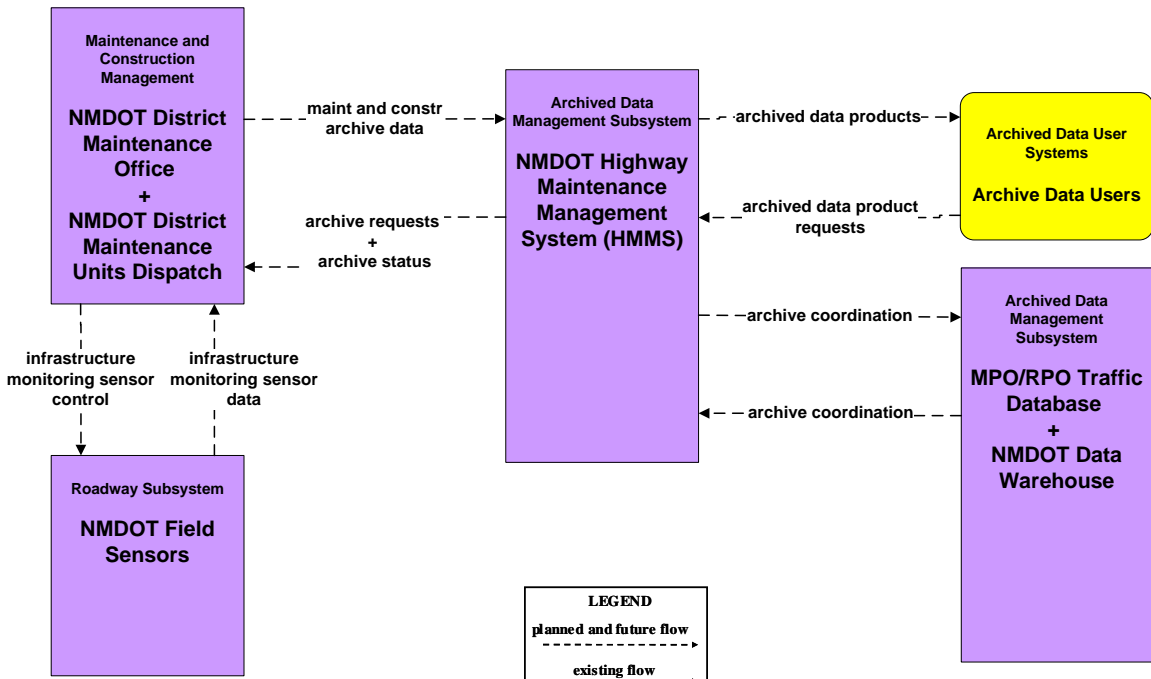 Maintenance and
Construction
Management
NMDOT District
Maintenance
Office
+
NMDOT District
Maintenance
Units Dispatch
maint and constr
archive data
archive requests
+
archive status
infrastructure
monitoring sensor
control
infrastructure
monitoring sensor
data
Roadway Subsystem
NMDOT Field
Sensors
Archived Data
Management Subsystem
NMDOT Highway
Maintenance
Management
System (HMMS)
archived data products
archived data product
requests
archive coordination
archive coordination
Archived Data User
Systems
Archive Data Users
Archived Data
Management
Subsystem
MPO/RPO Traffic
Database
+
NMDOT Data
Warehouse
LEGEND
planned and future flow
existing flow